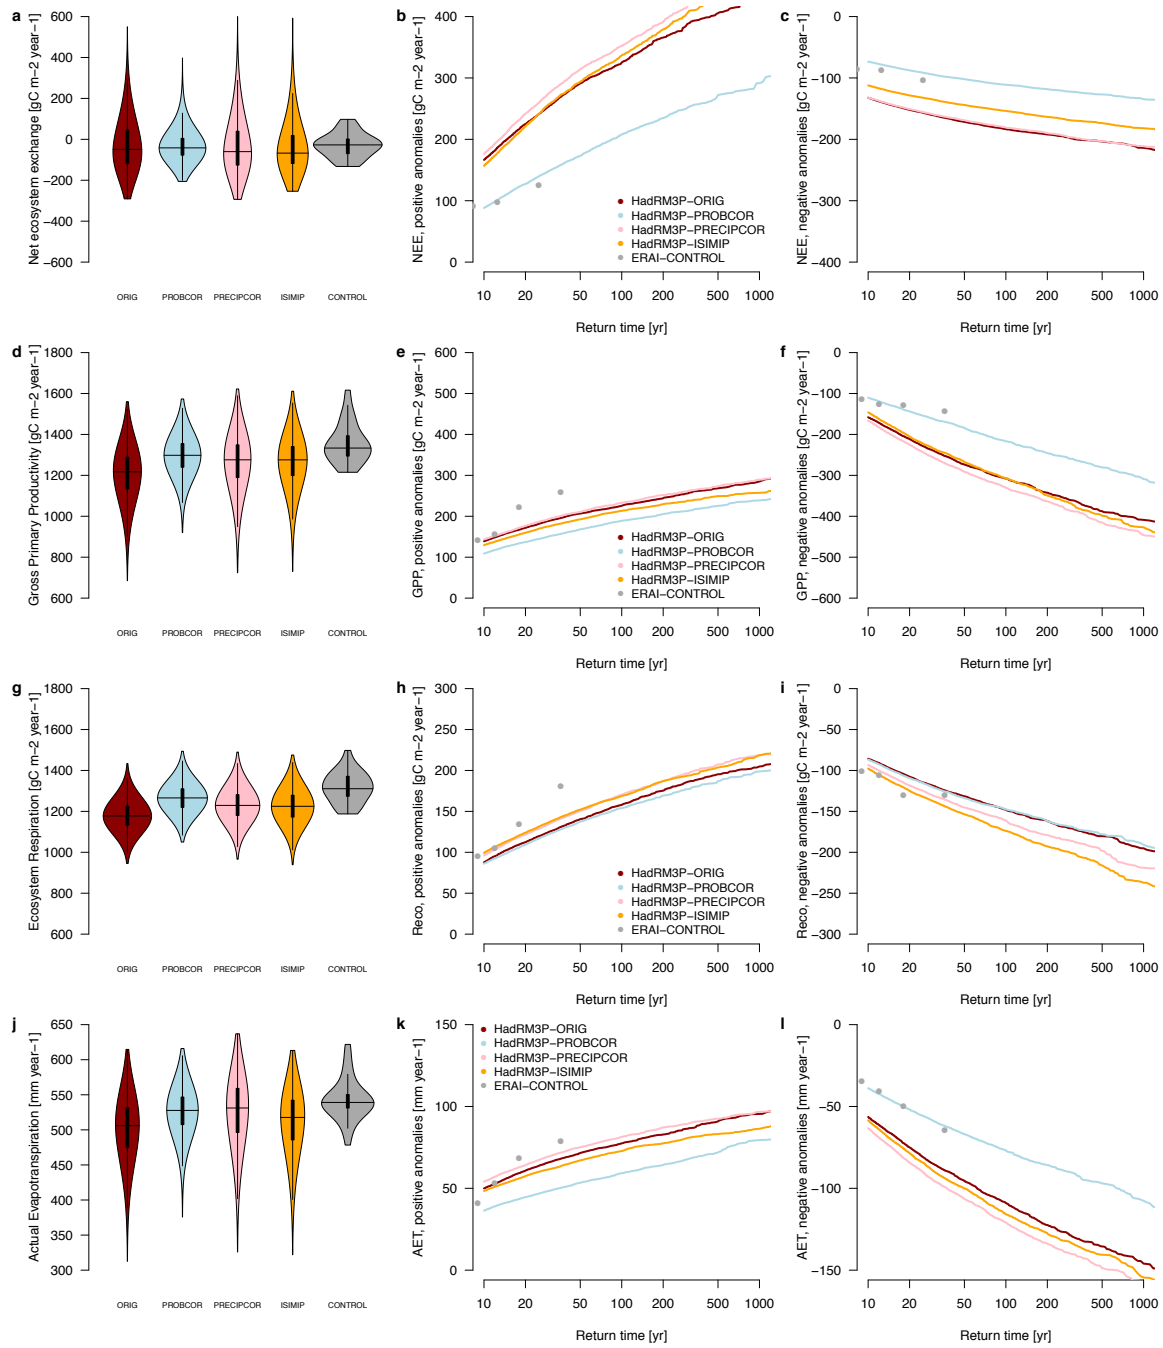 a
Net ecosystem exchange [gC m−2 year−1]
600
400
200
0
−200
−400
−600
ORIG PROBCOR PRECIPCOR ISIMIP CONTROL
b
NEE, positive anomalies [gC m−2 year−1]
400
300
200
100
0
HadRM3P−ORIG
HadRM3P−PROBCOR
HadRM3P−PRECIPCOR
HadRM3P−ISIMIP
ERAI−CONTROL
10 20 50 100 200 500 1000
Return time [yr]
c
NEE, negative anomalies [gC m−2 year−1]
0
−100
−200
−300
−400
10 20 50 100 200 500 1000
Return time [yr]
d
Gross Primary Productivity [gC m−2 year−1]
1800
1600
1400
1200
1000
800
600
ORIG PROBCOR PRECIPCOR ISIMIP CONTROL
e
GPP, positive anomalies [gC m−2 year−1]
600
500
400
300
200
100
0
HadRM3P−ORIG
HadRM3P−PROBCOR
HadRM3P−PRECIPCOR
HadRM3P−ISIMIP
ERAI−CONTROL
10 20 50 100 200 500 1000
Return time [yr]
f
GPP, negative anomalies [gC m−2 year−1]
0
−100
−200
−300
−400
−500
−600
10 20 50 100 200 500 1000
Return time [yr]
g
Ecosystem Respiration [gC m−2 year−1]
1800
1600
1400
1200
1000
800
600
ORIG PROBCOR PRECIPCOR ISIMIP CONTROL
h
Reco, positive anomalies [gC m−2 year−1]
300
250
200
150
100
50
0
HadRM3P−ORIG
HadRM3P−PROBCOR
HadRM3P−PRECIPCOR
HadRM3P−ISIMIP
ERAI−CONTROL
10 20 50 100 200 500 1000
Return time [yr]
i
Reco, negative anomalies [gC m−2 year−1]
0
−50
−100
−150
−200
−250
−300
10 20 50 100 200 500 1000
Return time [yr]
j
Actual Evapotranspiration [mm year−1]
650
600
550
500
450
400
350
300
ORIG PROBCOR PRECIPCOR ISIMIP CONTROL
k
AET, positive anomalies [mm year−1]
150
100
50
0
HadRM3P−ORIG
HadRM3P−PROBCOR
HadRM3P−PRECIPCOR
HadRM3P−ISIMIP
ERAI−CONTROL
10 20 50 100 200 500 1000
Return time [yr]
l
AET, negative anomalies [mm year−1]
0
−50
−100
−150
10 20 50 100 200 500 1000
Return time [yr]